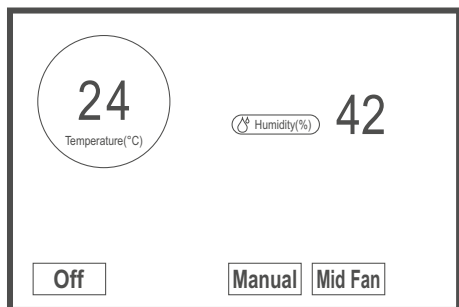 24
Temperature(°C)
Humidity(%) 42
Off Manual Mid Fan